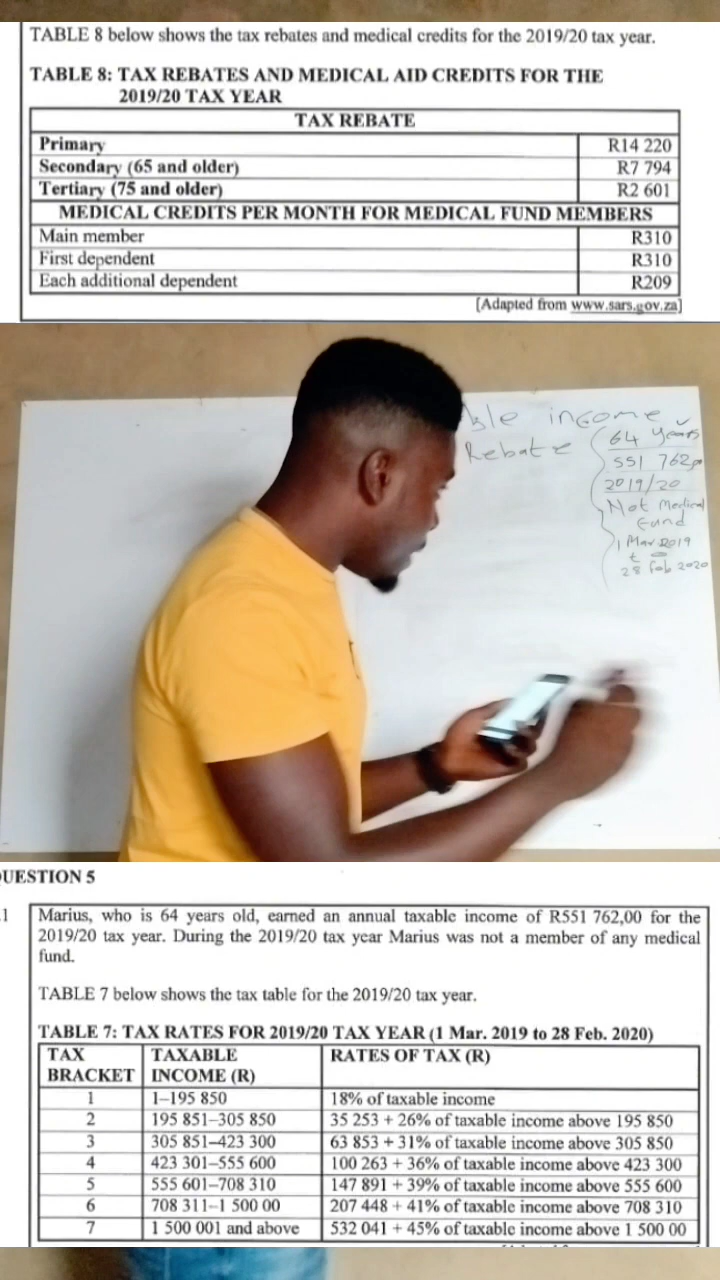 TABLE 8 below shows the tax rebates and medical credits for the 2019/20 tax year.
TABLE 8: TAX REBATES AND MEDICAL AID CREDITS FOR THE
2019/20 TAX YEAR
TAX REBATE
Primary R14 220
Secondary (65 and older) R7 794
Tertiary (75 and older) R2 601
MEDICAL CREDITS PER MONTH FOR MEDICAL FUND MEMBERS
Main member R310
First dependent R310
Each additional dependent R209
[Adapted from www.sars.gov.za]
ble income
Rebate
64 years
551 762
2019/20
Not Medical
Fund
1 Mar 2019
to
28 feb 2020
QUESTION 5
.1 Marius, who is 64 years old, earned an annual taxable income of R551 762,00 for the
2019/20 tax year. During the 2019/20 tax year Marius was not a member of any medical
fund.
TABLE 7 below shows the tax table for the 2019/20 tax year.
TABLE 7: TAX RATES FOR 2019/20 TAX YEAR (1 Mar. 2019 to 28 Feb. 2020)
TAX BRACKET TAXABLE INCOME (R) RATES OF TAX (R)
1 1–195 850 18% of taxable income
2 195 851–305 850 35 253 + 26% of taxable income above 195 850
3 305 851–423 300 63 853 + 31% of taxable income above 305 850
4 423 301–555 600 100 263 + 36% of taxable income above 423 300
5 555 601–708 310 147 891 + 39% of taxable income above 555 600
6 708 311–1 500 00 207 448 + 41% of taxable income above 708 310
7 1 500 001 and above 532 041 + 45% of taxable income above 1 500 00